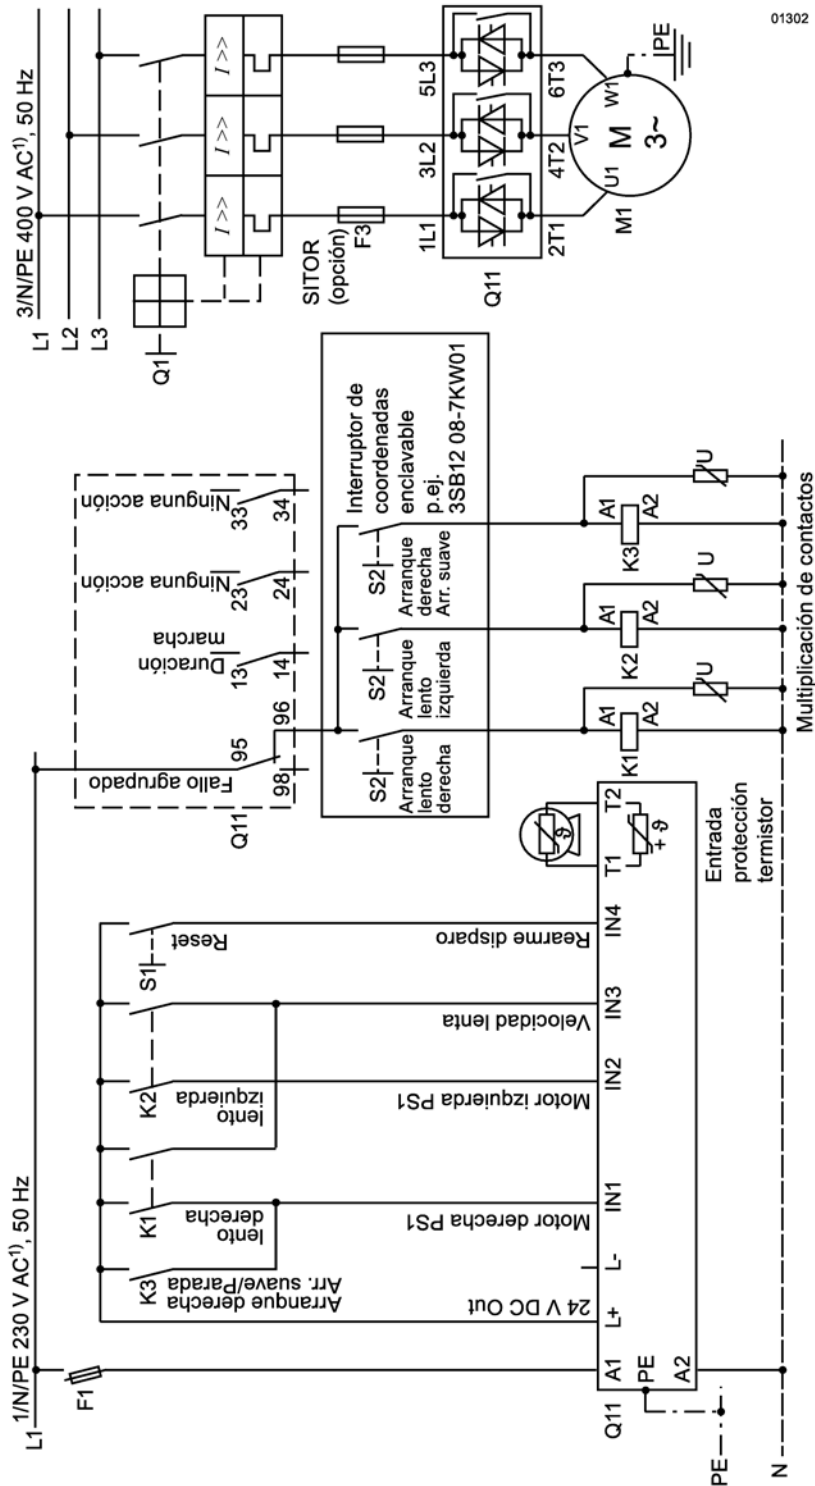 01302
3/N/PE 400 V AC1), 50 Hz
L1
L2
L3
Q1
I >>
I >>
I >>
SITOR
(opción)
F3
1L1
3L2
5L3
Q11
2T1
4T2
6T3
U1
V1
W1
M
3~
M1
PE
1/N/PE 230 V AC1), 50 Hz
L1
F1
Q11
Fallo agrupado
95
96
98
Duración
marcha
13
14
Ninguna acción
23
24
Ninguna acción
33
34
Interruptor de
coordenadas
enclavable
p.ej.
3SB12 08-7KW01
S2
Arranque
lento
derecha
S2
Arranque
lento
izquierda
S2
Arranque
derecha
Arr. suave
K1
A1
A2
U
K2
A1
A2
U
K3
A1
A2
U
Multiplicación de contactos
K3
Arranque derecha
Arr. suave/Parada
K1
lento
derecha
K2
lento
izquierda
S1
Reset
24 V DC Out
Motor derecha PS1
Motor izquierda PS1
Velocidad lenta
Rearme disparo
Q11
A1
PE
A2
L+
L-
IN1
IN2
IN3
IN4
T1
T2
ϑ
+ ϑ
Entrada
protección
termistor
PE
N